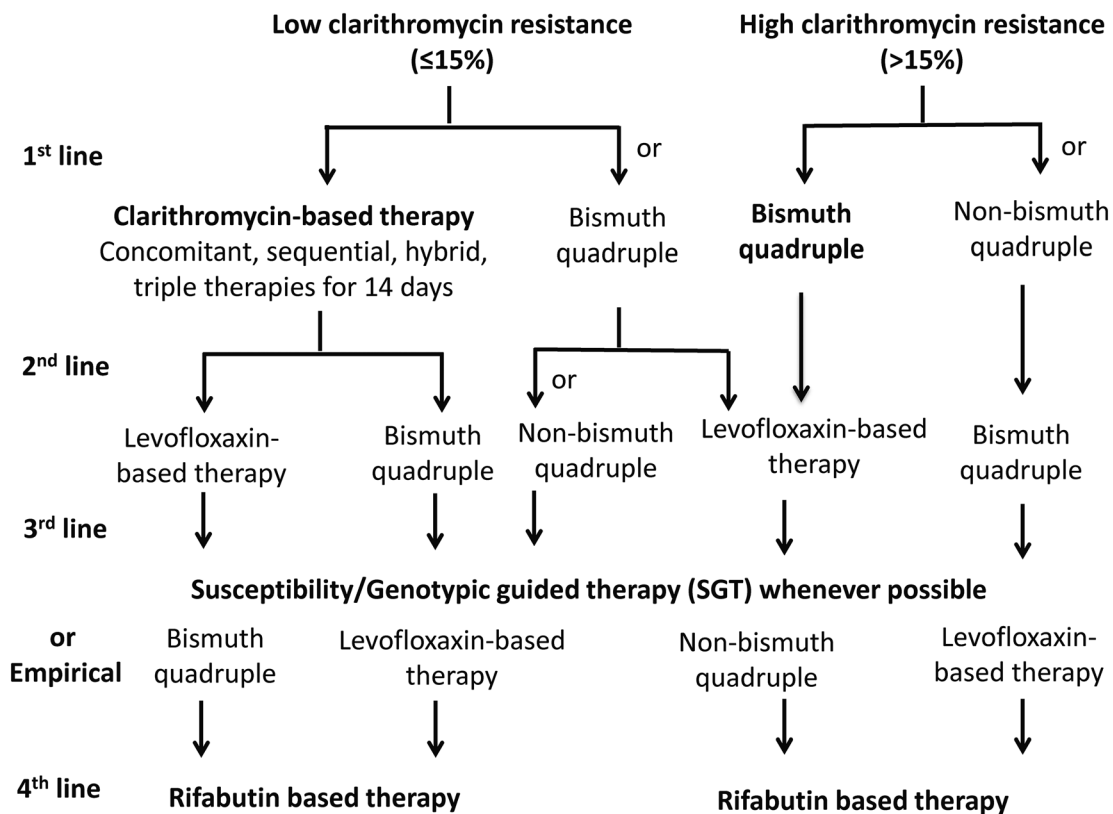 Low clarithromycin resistance
(≤15%)
High clarithromycin resistance
(>15%)
1st line
or
or
Clarithromycin-based therapy
Concomitant, sequential, hybrid,
triple therapies for 14 days
Bismuth
quadruple
Bismuth
quadruple
Non-bismuth
quadruple
2nd line
or
Levofloxaxin-
based therapy
Bismuth
quadruple
Non-bismuth
quadruple
Levofloxaxin-based
therapy
Bismuth
quadruple
3rd line
Susceptibility/Genotypic guided therapy (SGT) whenever possible
or
Empirical
Bismuth
quadruple
Levofloxaxin-based
therapy
Non-bismuth
quadruple
Levofloxaxin-
based therapy
4th line
Rifabutin based therapy
Rifabutin based therapy